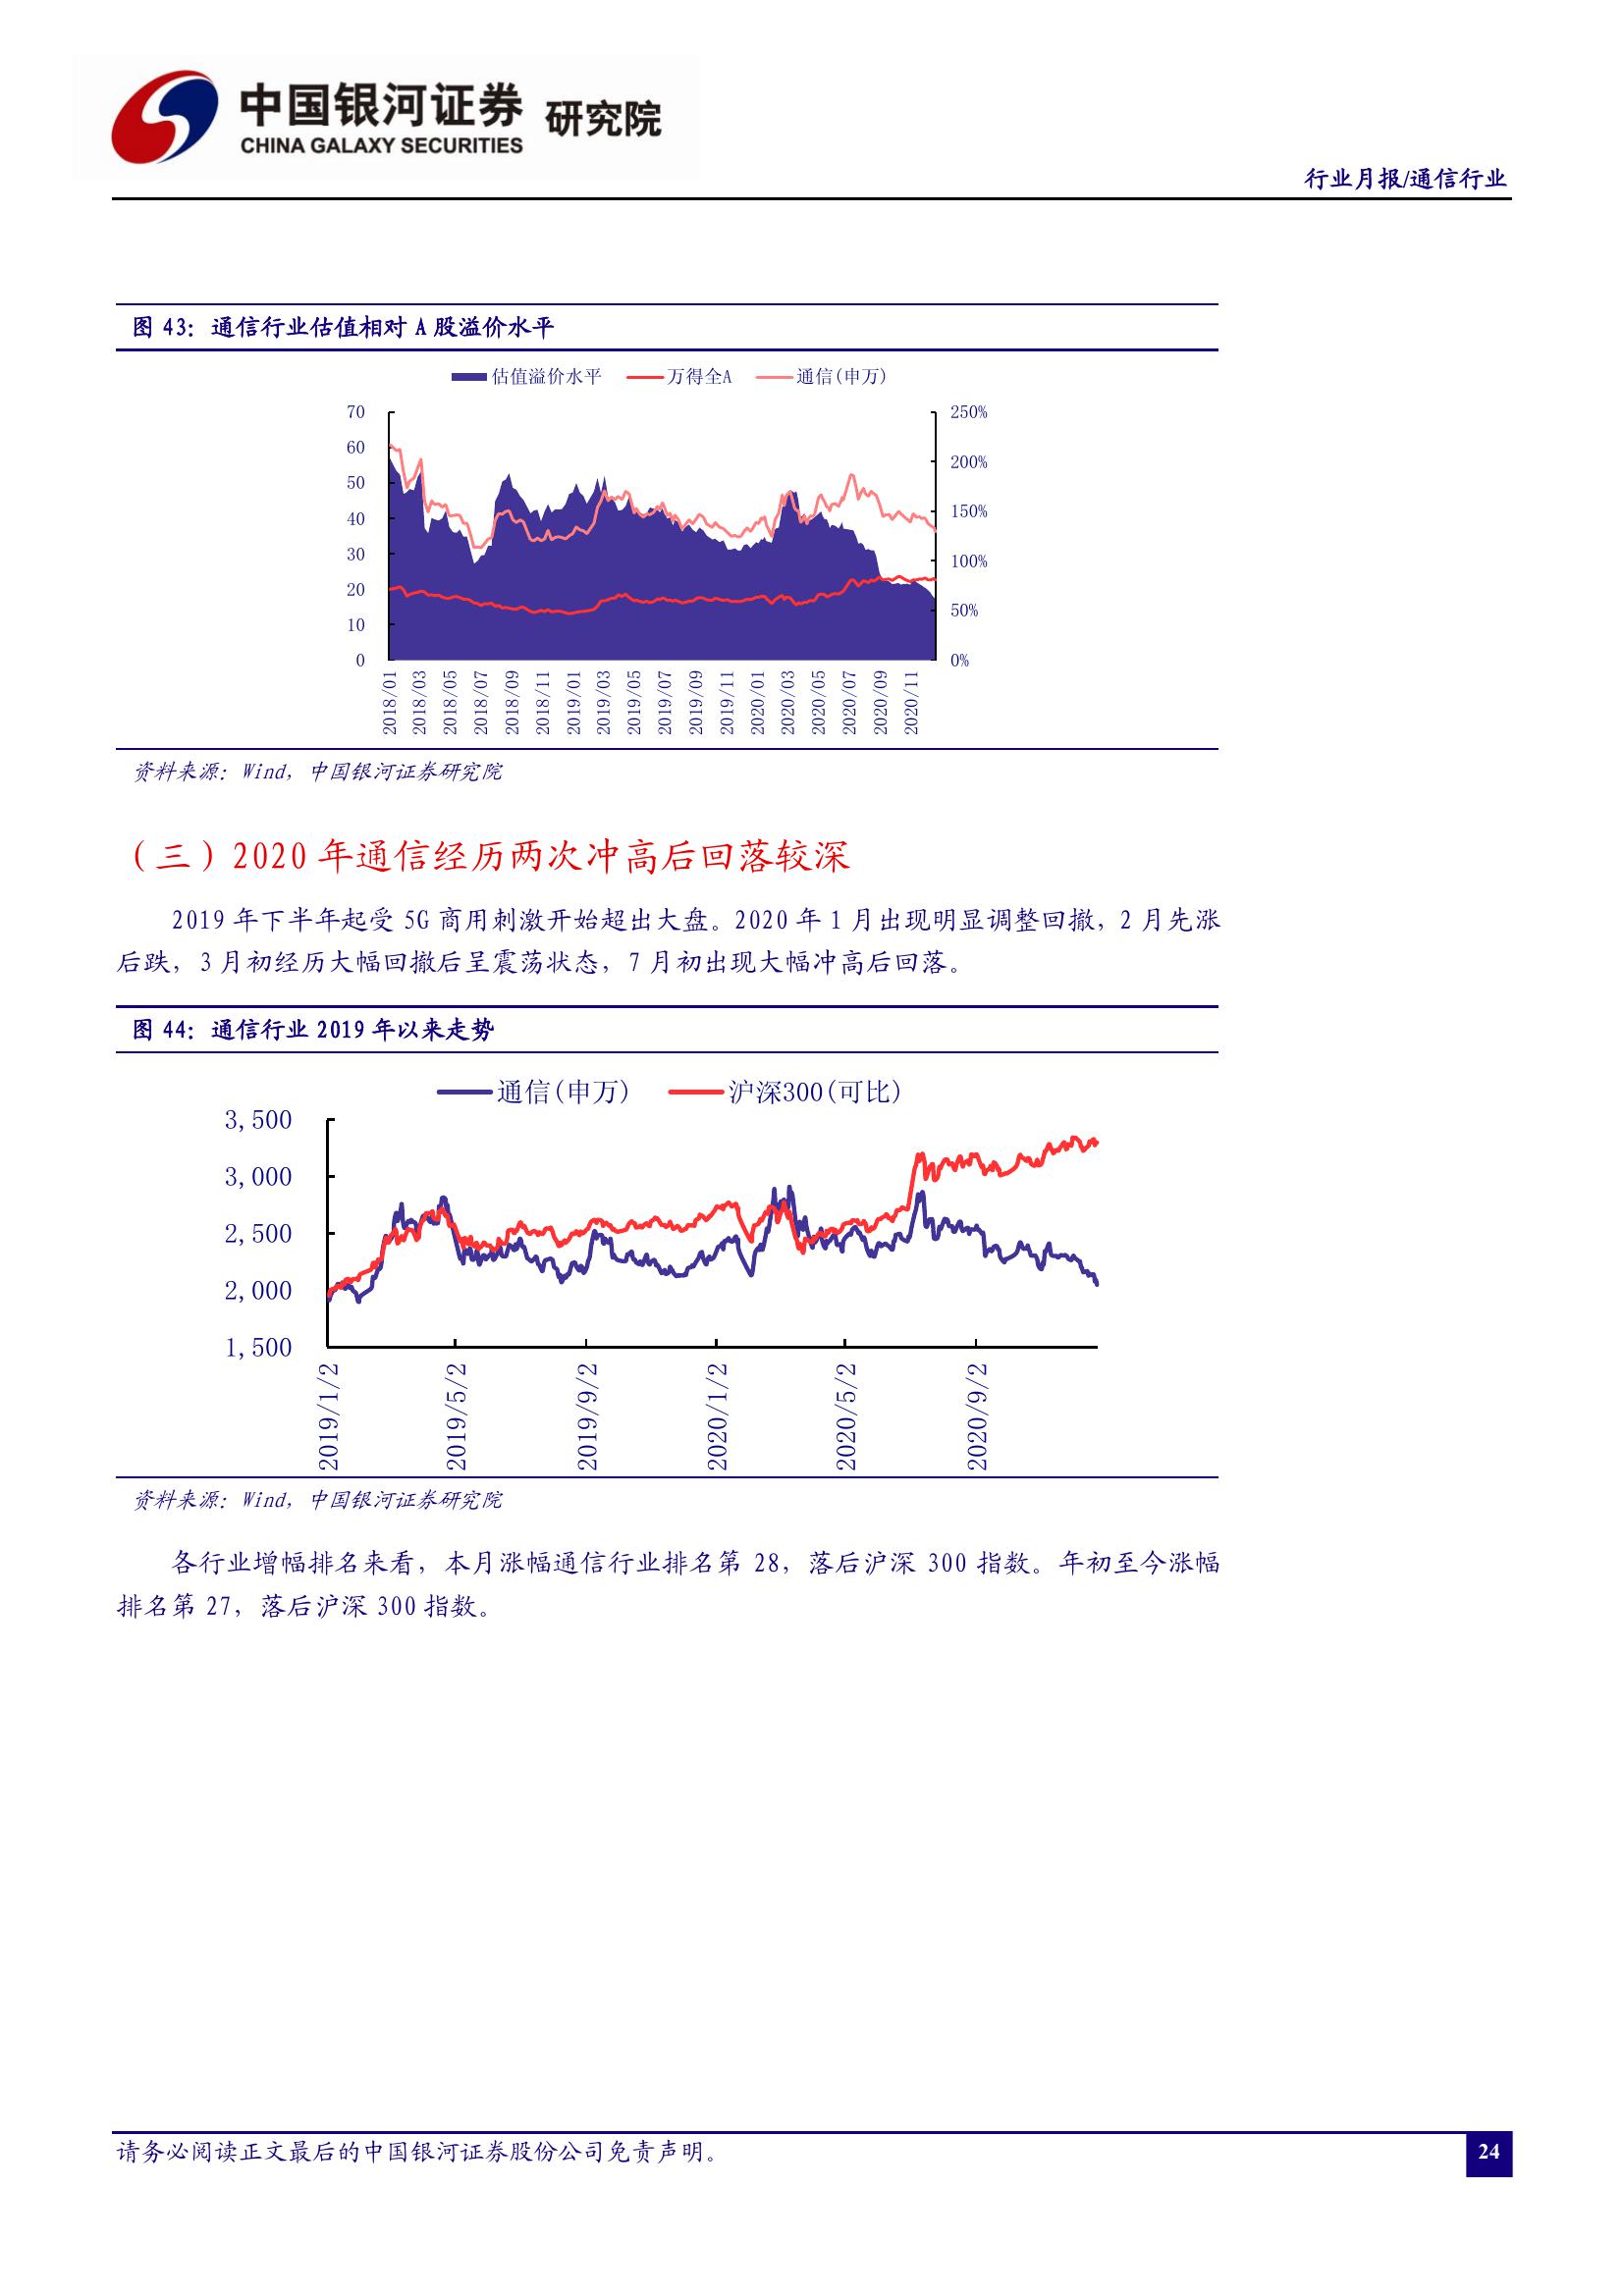 中国银河证券 研究院
CHINA GALAXY SECURITIES
行业月报/通信行业
图 43：通信行业估值相对 A 股溢价水平
估值溢价水平 万得全A 通信(申万)
70 250%
60 200%
50
40 150%
30 100%
20
10 50%
0 0%
2018/01 2018/03 2018/05 2018/07 2018/09 2018/11 2019/01 2019/03 2019/05 2019/07 2019/09 2019/11 2020/01 2020/03 2020/05 2020/07 2020/09 2020/11
资料来源：Wind，中国银河证券研究院
（三）2020 年通信经历两次冲高后回落较深
2019 年下半年起受 5G 商用刺激开始超出大盘。2020 年 1 月出现明显调整回撤，2 月先涨
后跌，3 月初经历大幅回撤后呈震荡状态，7 月初出现大幅冲高后回落。
图 44：通信行业 2019 年以来走势
通信(申万) 沪深300(可比)
3,500
3,000
2,500
2,000
1,500
2019/1/2 2019/5/2 2019/9/2 2020/1/2 2020/5/2 2020/9/2
资料来源：Wind，中国银河证券研究院
各行业增幅排名来看，本月涨幅通信行业排名第 28，落后沪深 300 指数。年初至今涨幅
排名第 27，落后沪深 300 指数。
请务必阅读正文最后的中国银河证券股份公司免责声明。
24